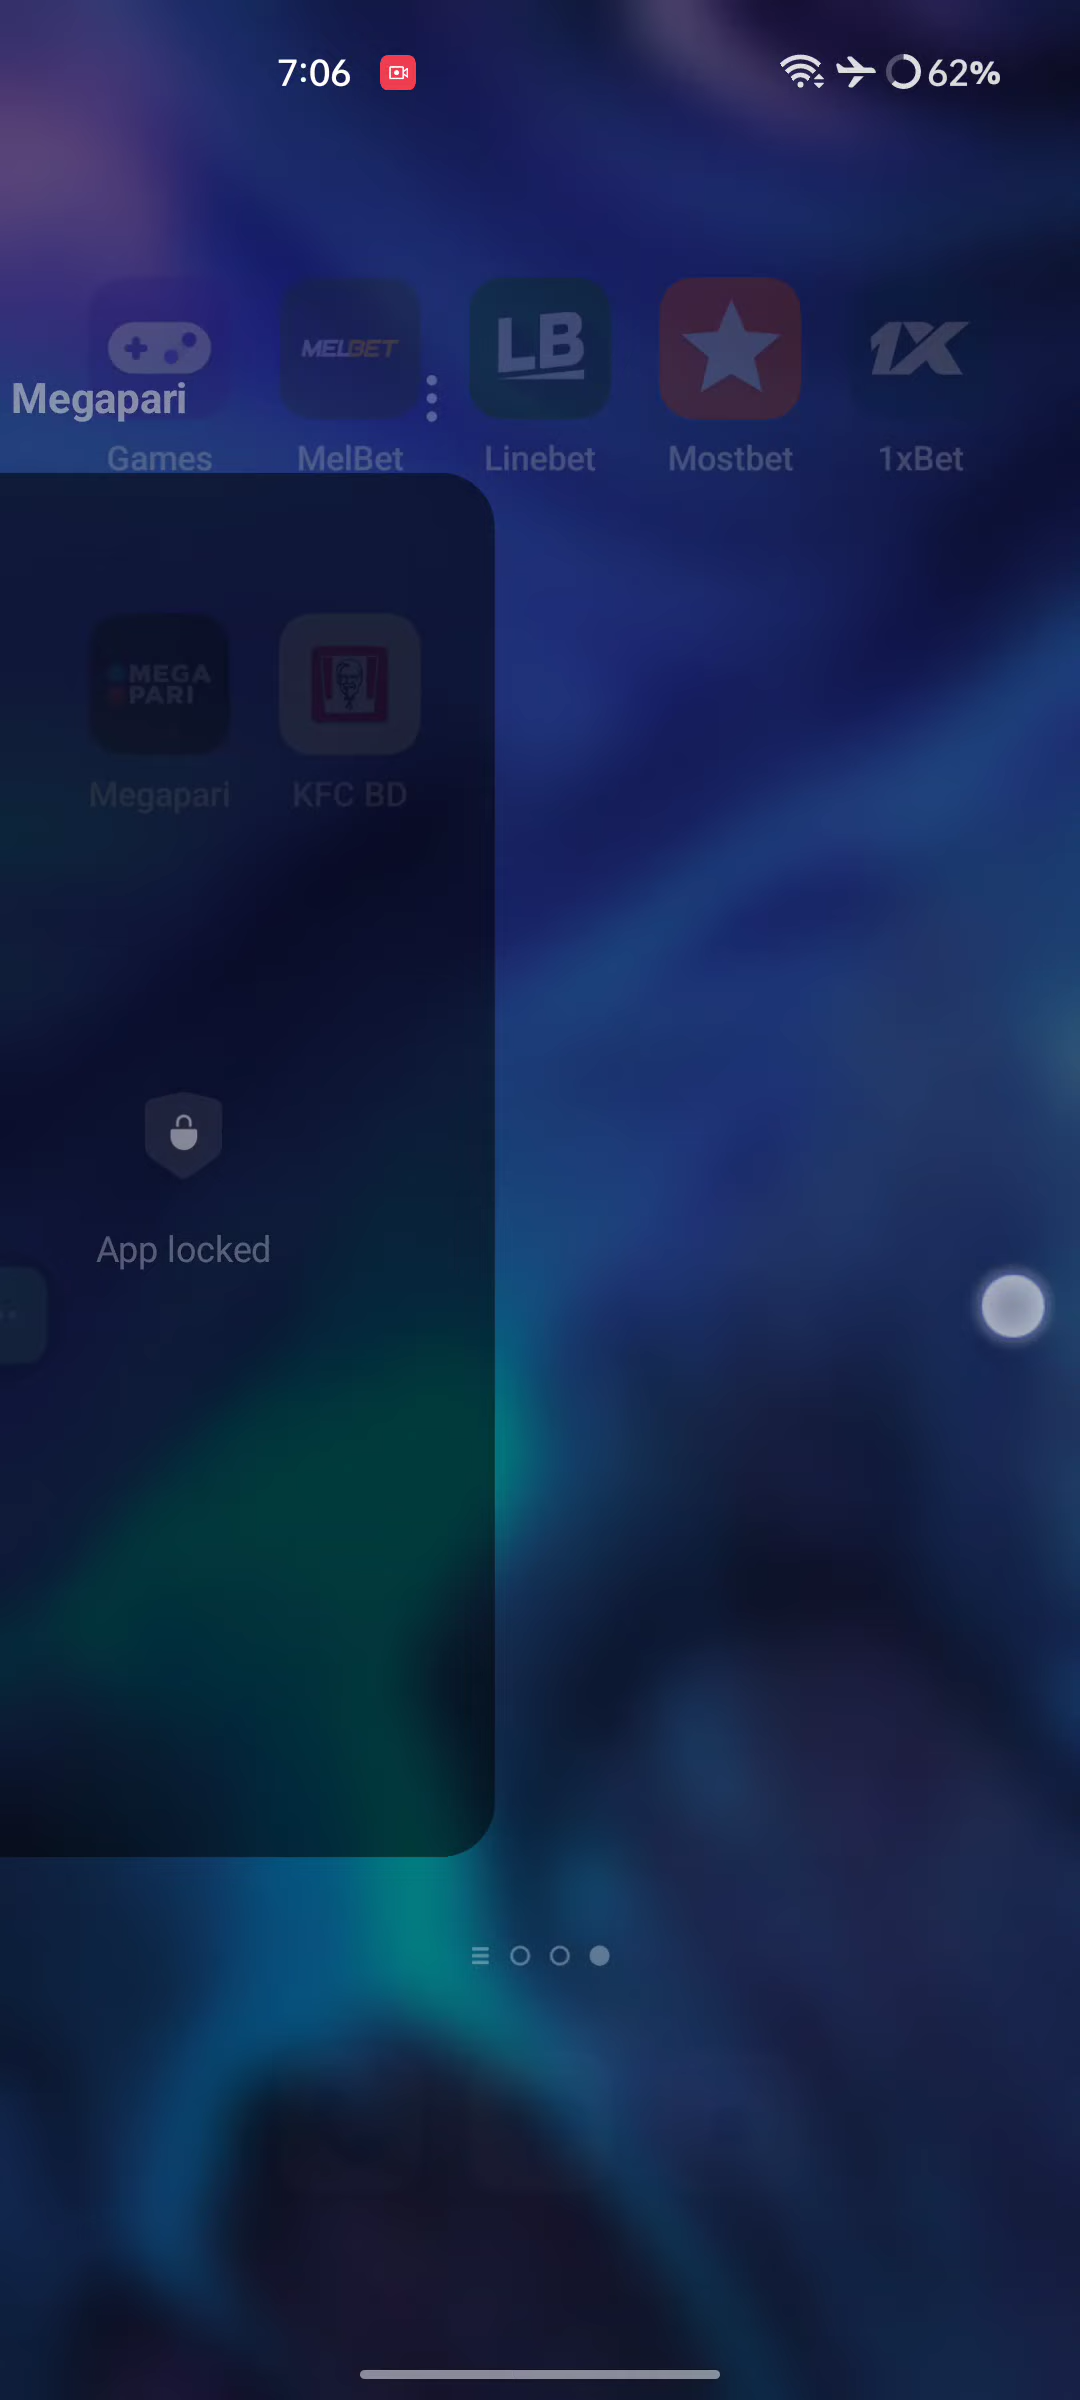 7:06
62%
Megapari
MELBET
LB
1X
Games
MelBet
Linebet
Mostbet
1xBet
MEGA
PARI
Megapari
KFC BD
App locked